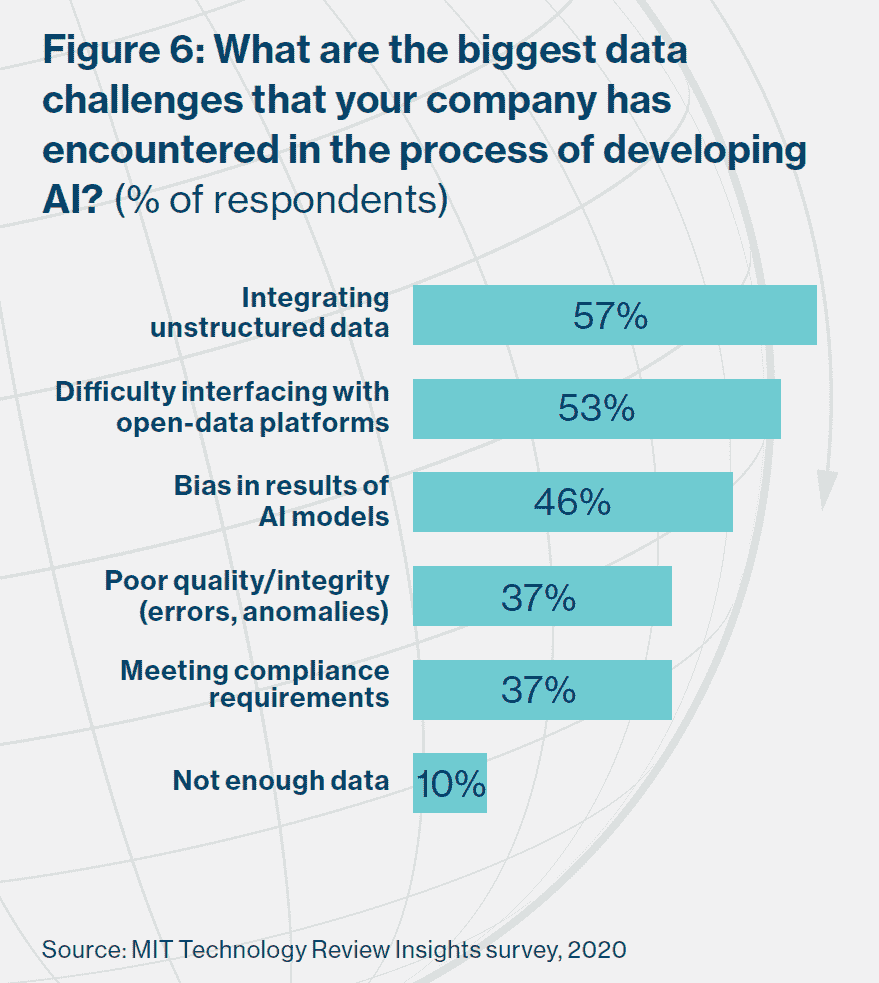 Figure 6: What are the biggest data
challenges that your company has
encountered in the process of developing
AI? (% of respondents)
Integrating
unstructured data
57%
Difficulty interfacing with
open-data platforms
53%
Bias in results of
AI models
46%
Poor quality/integrity
(errors, anomalies)
37%
Meeting compliance
requirements
37%
Not enough data
10%
Source: MIT Technology Review Insights survey, 2020